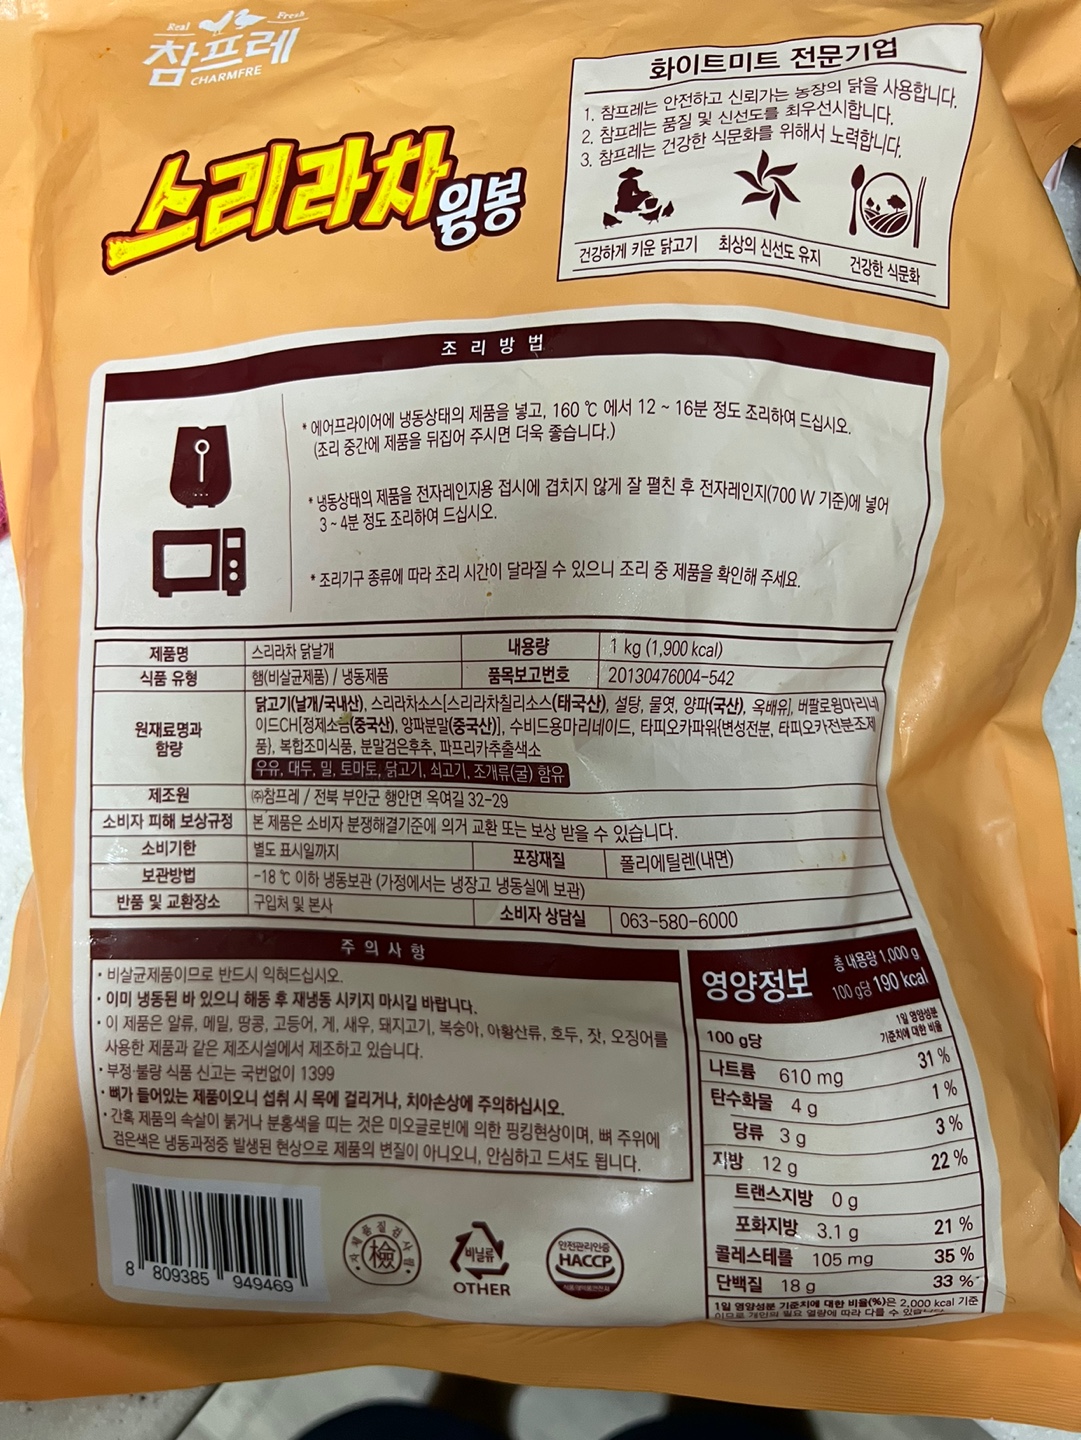 Real Fresh
참프레
CHARMFRE
스리라차
윙봉
화이트미트 전문기업
1. 참프레는 안전하고 신뢰가는 농장의 닭을 사용합니다.
2. 참프레는 품질 및 신선도를 최우선시합니다.
3. 참프레는 건강한 식문화를 위해서 노력합니다.
건강하게 키운 닭고기 최상의 신선도 유지 건강한 식문화
조리방법
* 에어프라이어에 냉동상태의 제품을 넣고, 160 ℃ 에서 12 ~ 16분 정도 조리하여 드십시오.
(조리 중간에 제품을 뒤집어 주시면 더욱 좋습니다.)
* 냉동상태의 제품을 전자레인지용 접시에 겹치지 않게 잘 펼친 후 전자레인지(700 W 기준)에 넣어
3 ~ 4분 정도 조리하여 드십시오.
* 조리기구 종류에 따라 조리 시간이 달라질 수 있으니 조리 중 제품을 확인해 주세요.
제품명 스리라차 닭날개 내용량 1 kg (1,900 kcal)
식품 유형 햄(비살균제품) / 냉동제품 품목보고번호 20130476004-542
원재료명과 함량
닭고기(날개/국내산), 스리라차소스[스리라차칠리소스(태국산), 설탕, 물엿, 양파(국산), 옥배유], 버팔로윙마리네
이드CH[정제소금(중국산), 양파분말(중국산)], 수비드용마리네이드, 타피오카파워{변성전분, 타피오카전분조제
품}, 복합조미식품, 분말검은후추, 파프리카추출색소
우유, 대두, 밀, 토마토, 닭고기, 쇠고기, 조개류(굴) 함유
제조원 ㈜참프레 / 전북 부안군 행안면 옥여길 32-29
소비자 피해 보상규정 본 제품은 소비자 분쟁해결기준에 의거 교환 또는 보상 받을 수 있습니다.
소비기한 별도 표시일까지 포장재질 폴리에틸렌(내면)
보관방법 -18 ℃ 이하 냉동보관 (가정에서는 냉장고 냉동실에 보관)
반품 및 교환장소 구입처 및 본사 소비자 상담실 063-580-6000
주의사항
· 비살균제품이므로 반드시 익혀드십시오.
· 이미 냉동된 바 있으니 해동 후 재냉동 시키지 마시길 바랍니다.
· 이 제품은 알류, 메밀, 땅콩, 고등어, 게, 새우, 돼지고기, 복숭아, 아황산류, 호두, 잣, 오징어를
사용한 제품과 같은 제조시설에서 제조하고 있습니다.
· 부정·불량 식품 신고는 국번없이 1399
· 뼈가 들어있는 제품이오니 섭취 시 목에 걸리거나, 치아손상에 주의하십시오.
· 간혹 제품의 속살이 붉거나 분홍색을 띠는 것은 미오글로빈에 의한 핑킹현상이며, 뼈 주위에
검은색은 냉동과정중 발생된 현상으로 제품의 변질이 아니오니, 안심하고 드셔도 됩니다.
영양정보
총 내용량 1,000 g
100 g당 190 kcal
100 g당
1일 영양성분
기준치에 대한 비율
나트륨 610 mg 31 %
탄수화물 4 g 1 %
당류 3 g 3 %
지방 12 g 22 %
트랜스지방 0 g
포화지방 3.1 g 21 %
콜레스테롤 105 mg 35 %
단백질 18 g 33 %
1일 영양성분 기준치에 대한 비율(%)은 2,000 kcal 기준
이므로 개인의 필요 열량에 따라 다를 수 있습니다.
8 809385 949469
자체품질검사필
檢
비닐류
OTHER
안전관리인증
HACCP